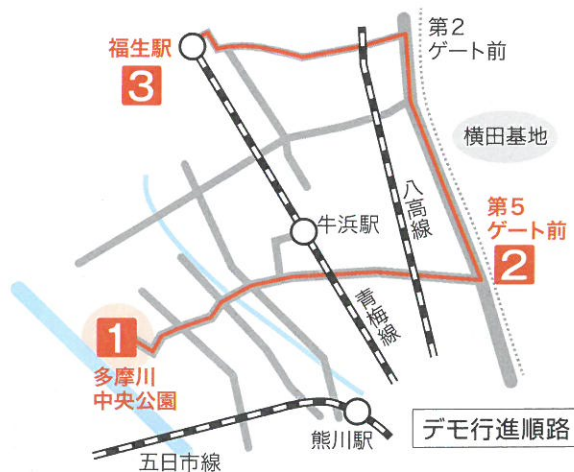 福生駅
3
第2
ゲート前
横田基地
八高線
牛浜駅
第5
ゲート前
2
青梅線
1
多摩川
中央公園
熊川駅
五日市線
デモ行進順路